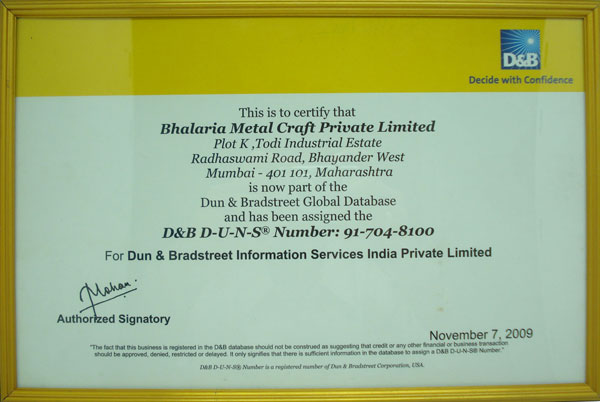 D&B
Decide with Confidence
This is to certify that
Bhalaria Metal Craft Private Limited
Plot K ,Todi Industrial Estate
Radhaswami Road, Bhayander West
Mumbai - 401 101, Maharashtra
is now part of the
Dun & Bradstreet Global Database
and has been assigned the
D&B D-U-N-S® Number: 91-704-8100
For Dun & Bradstreet Information Services India Private Limited
Mohan
Authorized Signatory
November 7, 2009
"The fact that this business is registered in the D&B database should not be construed as suggesting that credit or any other financial or business transaction
should be approved, denied, restricted or delayed. It only signifies that there is sufficient information in the database to assign a D&B D-U-N-S® Number."
D&B D-U-N-S® Number is a registered number of Dun & Bradstreet Corporation, USA.